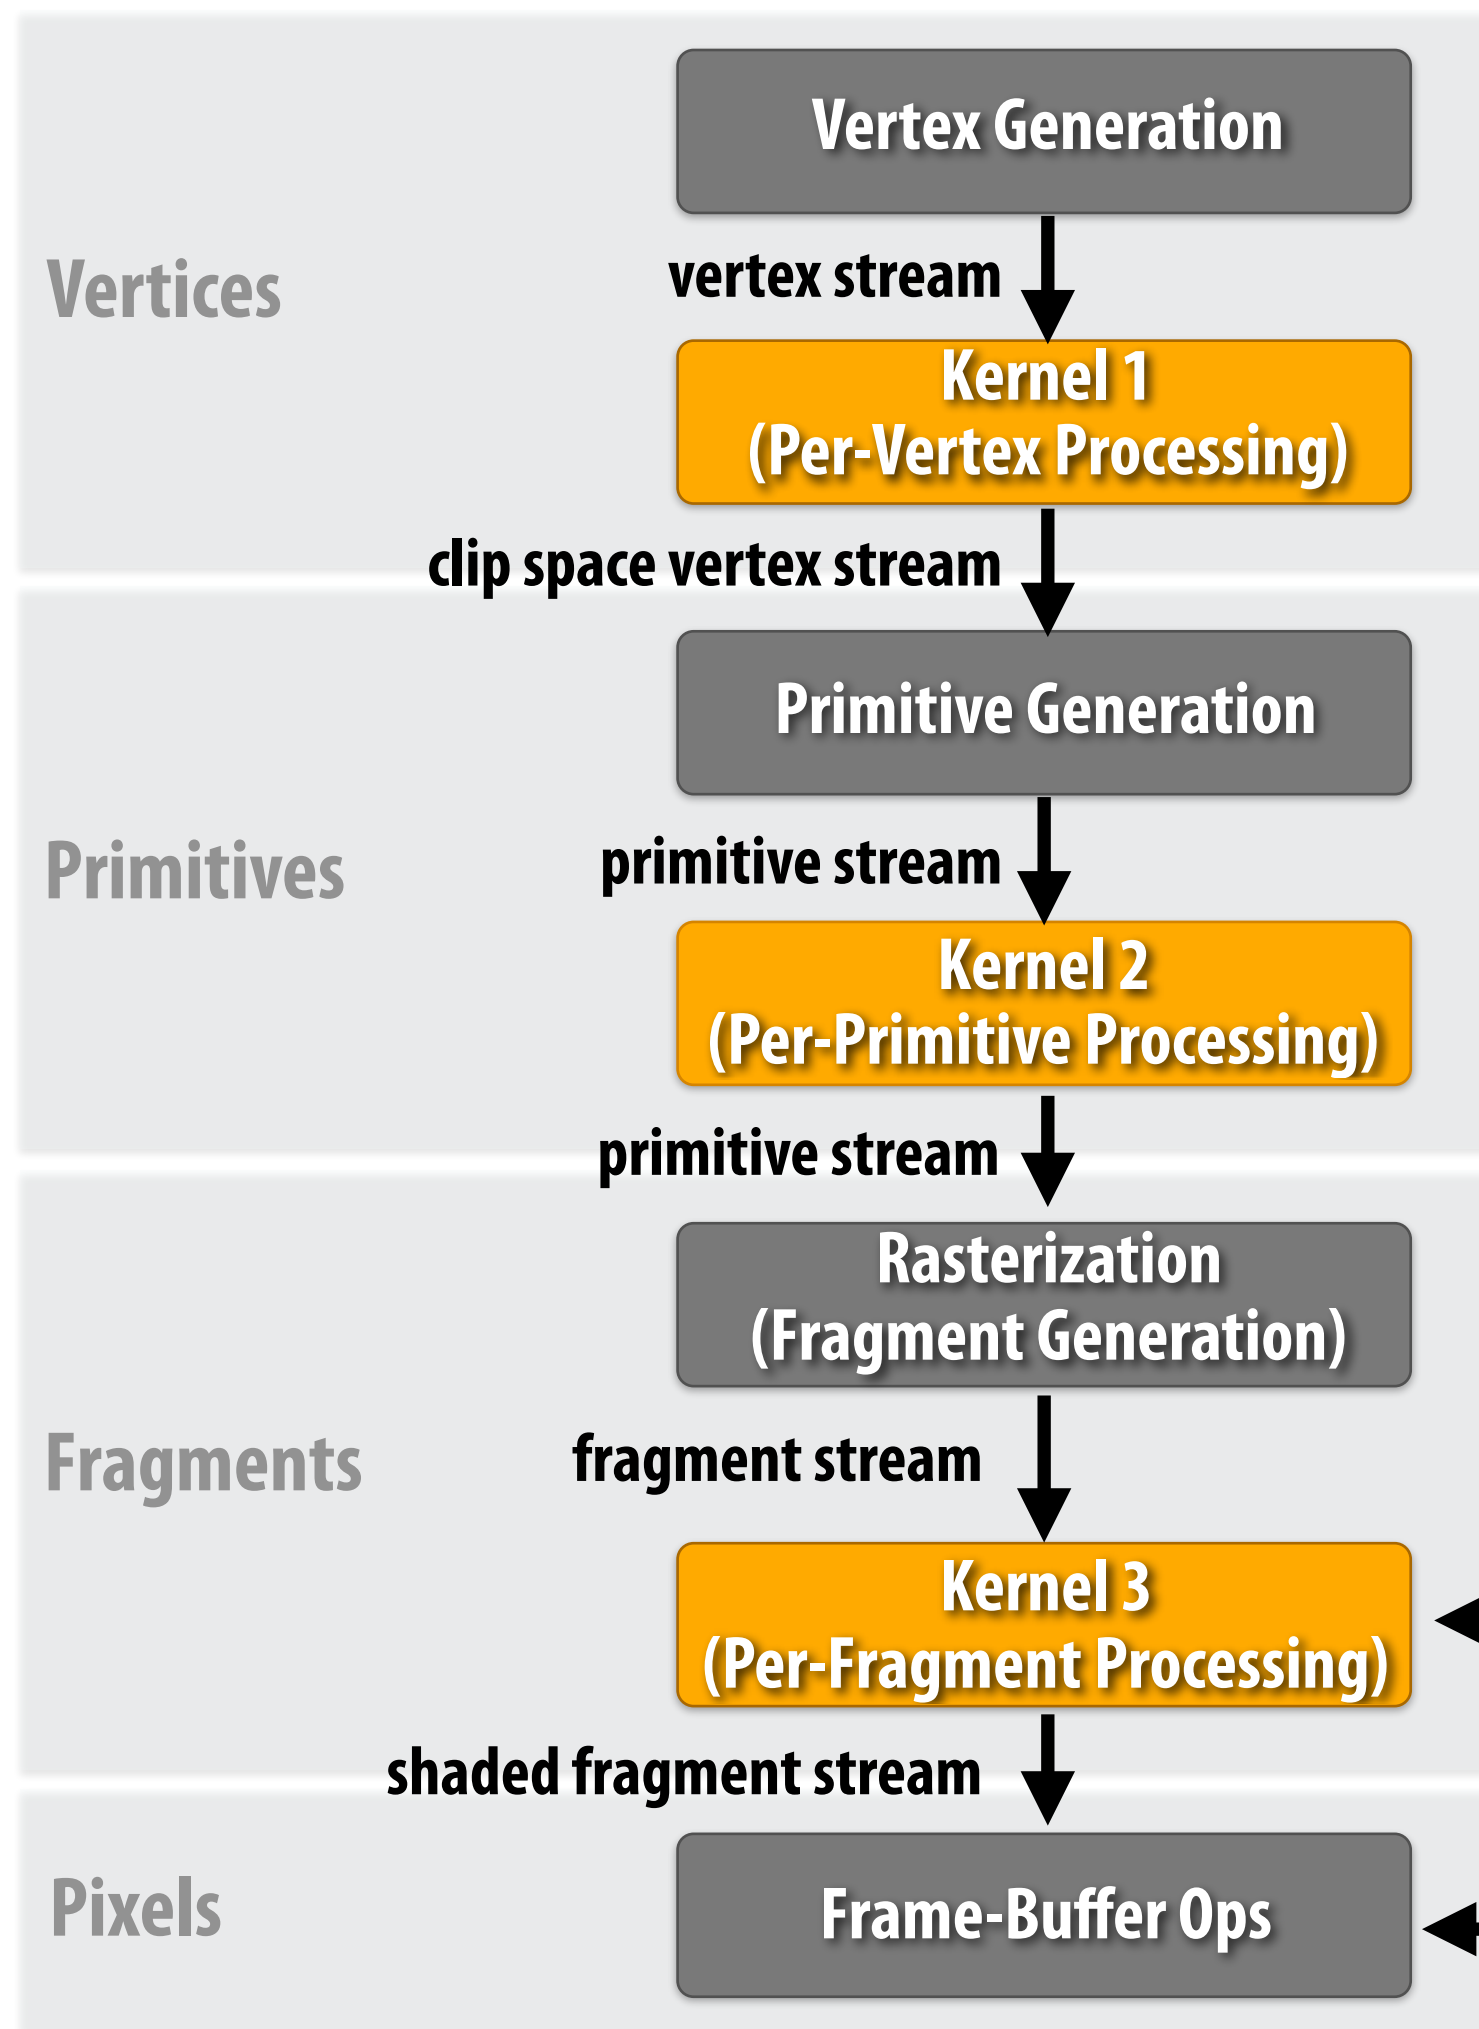 Vertex Generation
vertex stream
Vertices
Kernel 1
(Per-Vertex Processing)
clip space vertex stream
Primitive Generation
primitive stream
Primitives
Kernel 2
(Per-Primitive Processing)
primitive stream
Rasterization
(Fragment Generation)
fragment stream
Fragments
Kernel 3
(Per-Fragment Processing)
shaded fragment stream
Frame-Buffer Ops
Pixels